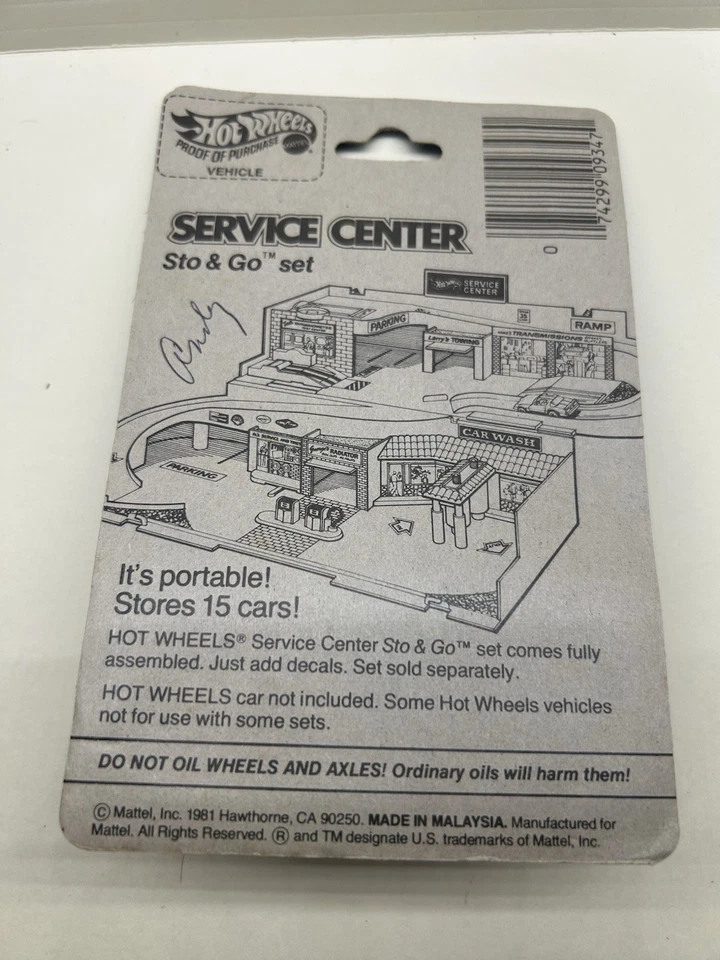 HOT WHEELS
PROOF OF PURCHASE
VEHICLE
74299 09347
0
SERVICE CENTER
Sto & Go™ set
Andy
SERVICE
CENTER
PARKING
Larry's TOWING
TRANSMISSIONS
RAMP
CAR WASH
George's RADIATOR
PARKING
It's portable!
Stores 15 cars!
HOT WHEELS® Service Center Sto & Go™ set comes fully
assembled. Just add decals. Set sold separately.
HOT WHEELS car not included. Some Hot Wheels vehicles
not for use with some sets.
DO NOT OIL WHEELS AND AXLES! Ordinary oils will harm them!
© Mattel, Inc. 1981 Hawthorne, CA 90250. MADE IN MALAYSIA. Manufactured for
Mattel. All Rights Reserved. ® and TM designate U.S. trademarks of Mattel, Inc.